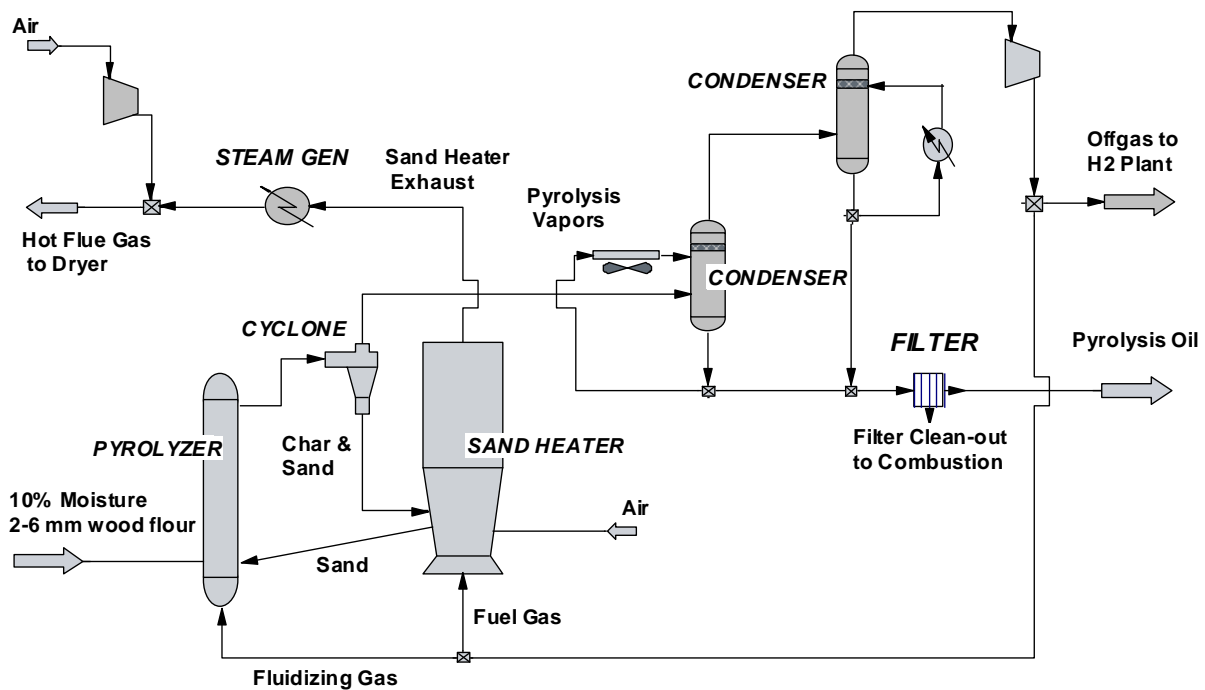 Air
CONDENSER
STEAM GEN
Sand Heater
Exhaust
Offgas to
H2 Plant
Pyrolysis
Vapors
Hot Flue Gas
to Dryer
CONDENSER
CYCLONE
FILTER
Pyrolysis Oil
PYROLYZER
Char &
Sand
SAND HEATER
Filter Clean-out
to Combustion
10% Moisture
2-6 mm wood flour
Air
Sand
Fuel Gas
Fluidizing Gas